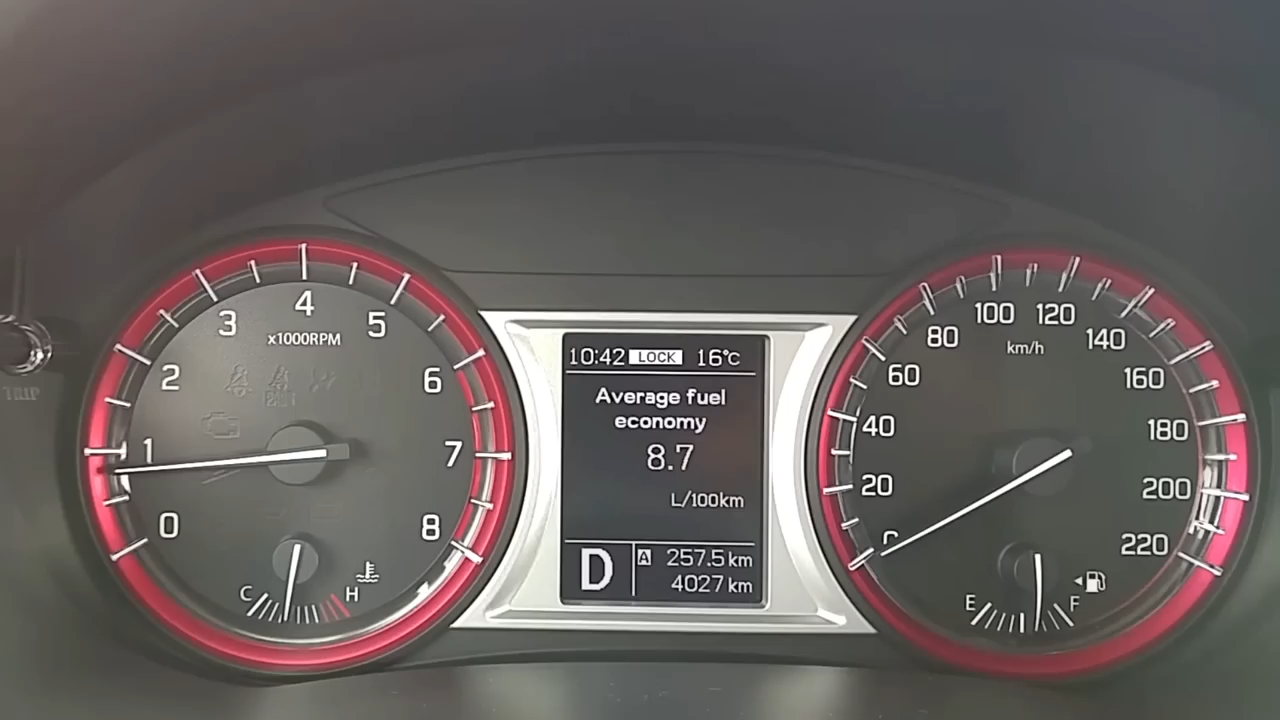 TRIP
0
1
2
3
4
5
6
7
8
x1000RPM
C H
10:42 LOCK 16°C
Average fuel
economy
8.7
L/100km
D
A 257.5 km
4027 km
0
20
40
60
80
100
120
140
160
180
200
220
km/h
E F